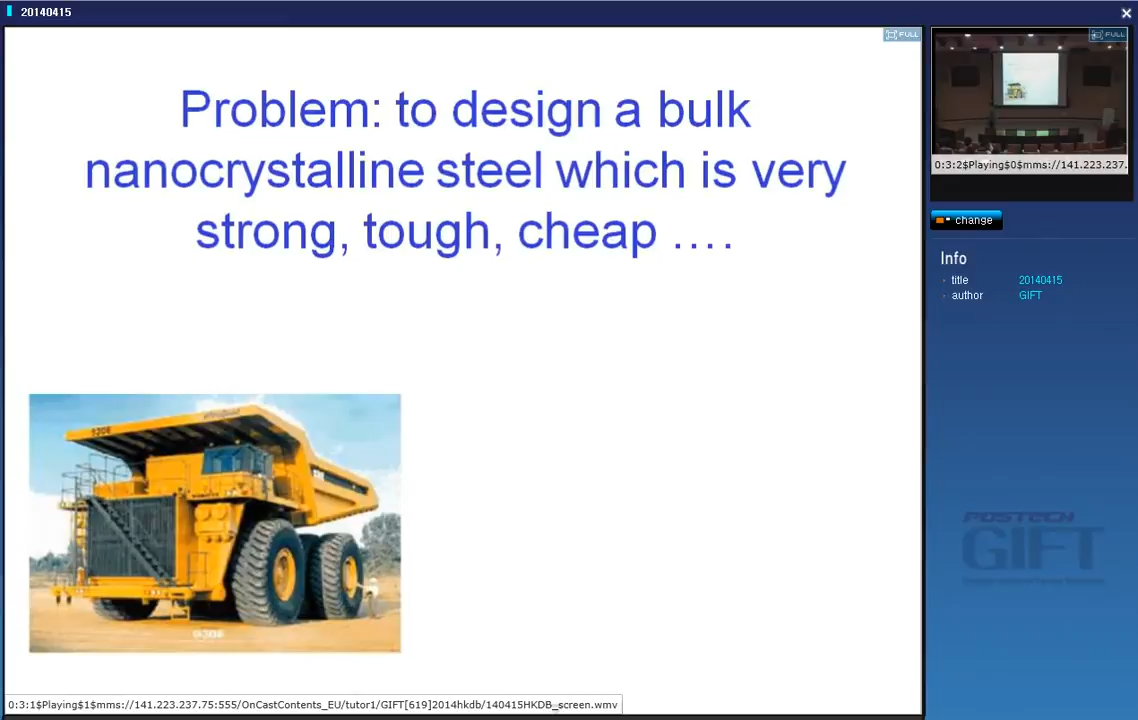 20140415
FULL
Problem: to design a bulk
nanocrystalline steel which is very
strong, tough, cheap ....
0:3:1$Playing$1$mms://141.223.237.75:555/OnCastContents_EU/tutor1/GIFT[619]2014hkdb/140415HKDB_screen.wmv
FULL
0:3:2$Playing$0$mms://141.223.237.
change
Info
title 20140415
author GIFT
POSTECH
GIFT